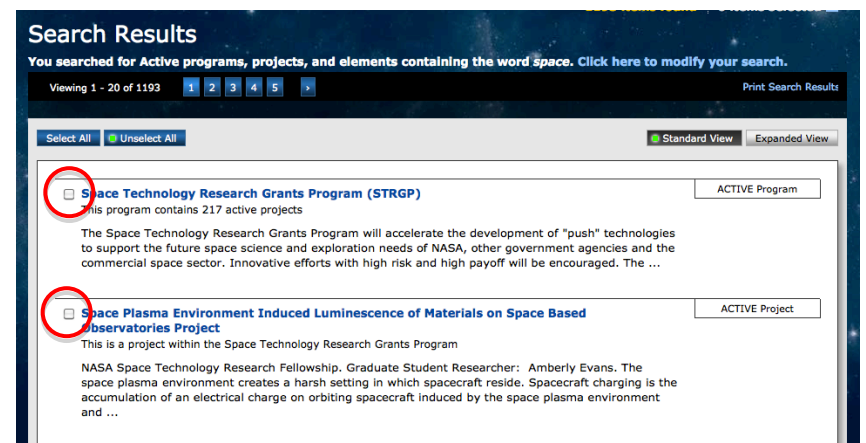 Search Results
You searched for Active programs, projects, and elements containing the word space. Click here to modify your search.
Viewing 1 - 20 of 1193 1 2 3 4 5 › Print Search Results
Select All Unselect All Standard View Expanded View
Space Technology Research Grants Program (STRGP) ACTIVE Program
This program contains 217 active projects
The Space Technology Research Grants Program will accelerate the development of "push" technologies
to support the future space science and exploration needs of NASA, other government agencies and the
commercial space sector. Innovative efforts with high risk and high payoff will be encouraged. The ...
Space Plasma Environment Induced Luminescence of Materials on Space Based ACTIVE Project
Observatories Project
This is a project within the Space Technology Research Grants Program
NASA Space Technology Research Fellowship. Graduate Student Researcher: Amberly Evans. The
space plasma environment creates a harsh setting in which spacecraft reside. Spacecraft charging is the
accumulation of an electrical charge on orbiting spacecraft induced by the space plasma environment
and ...